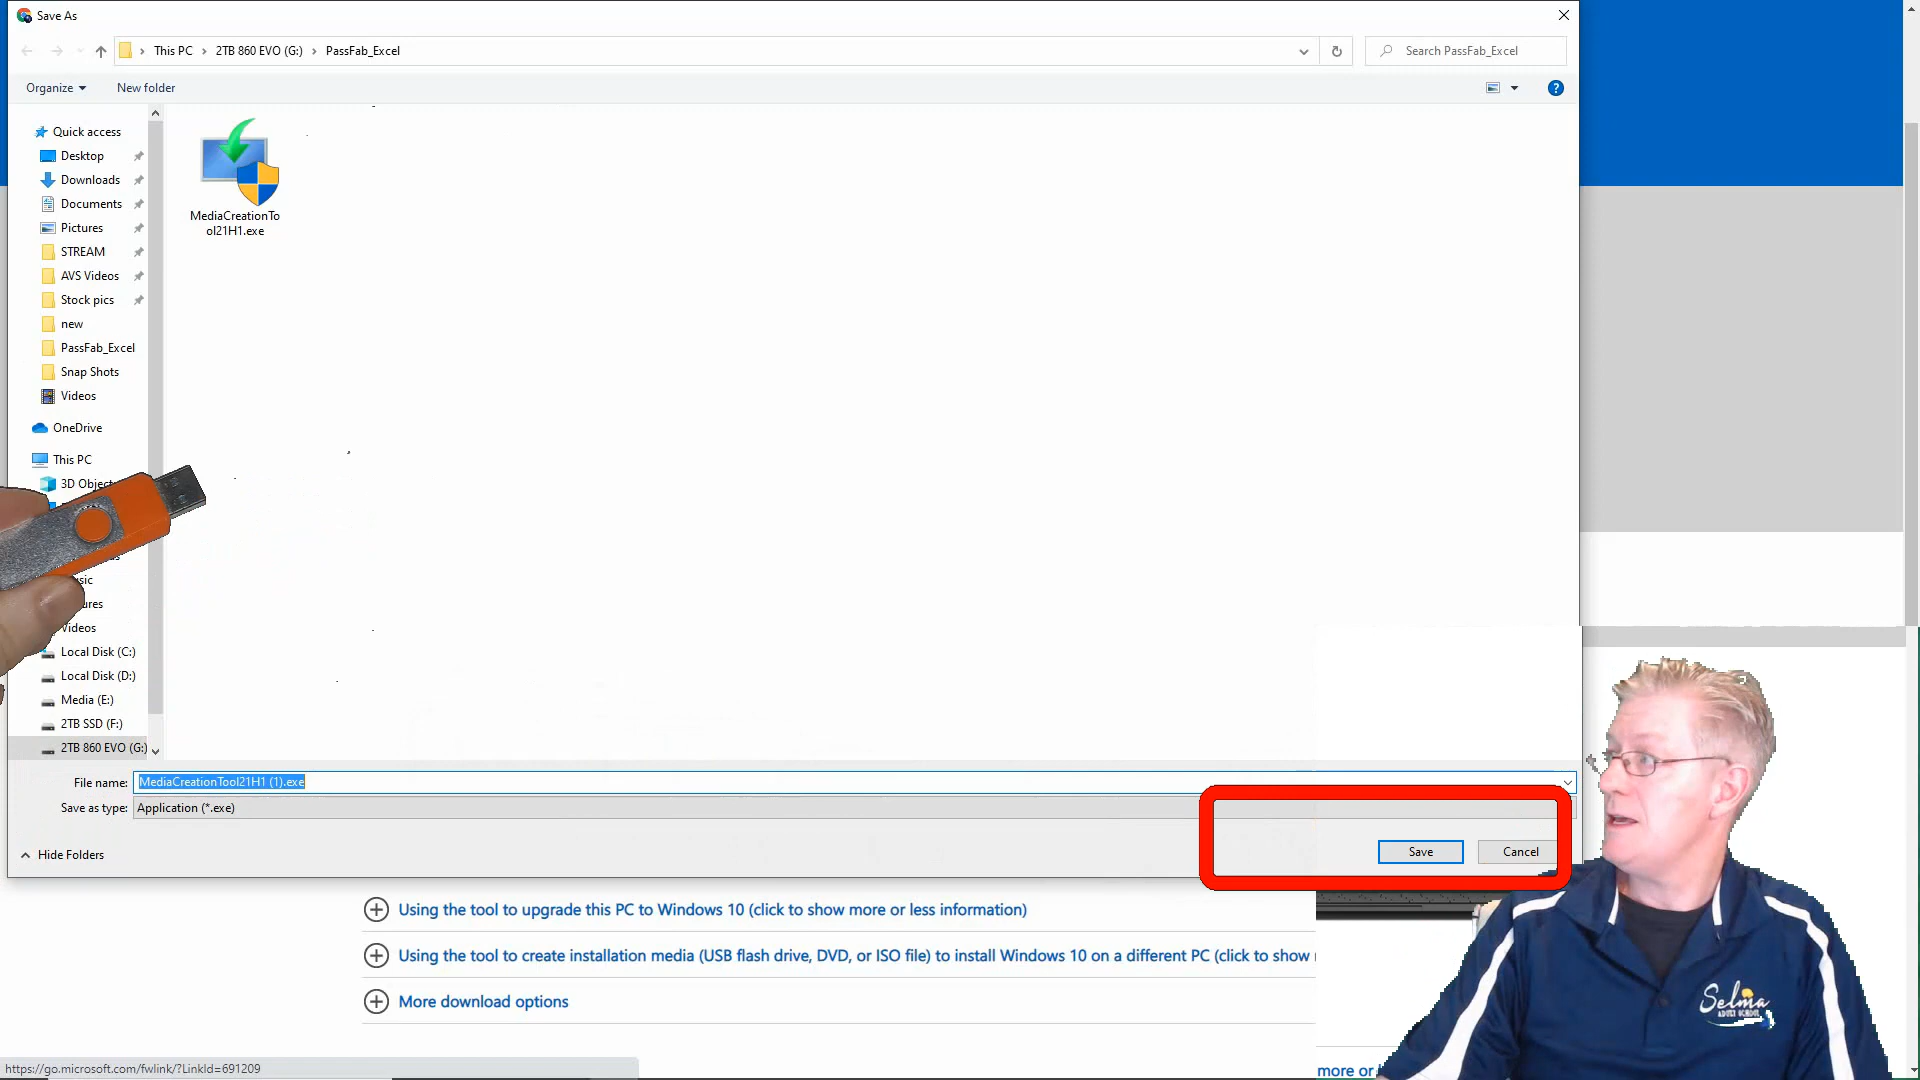 Save As
This PC
2TB 860 EVO (G:)
PassFab_Excel
Search PassFab_Excel
Organize
New folder
Quick access
Desktop
Downloads
Documents
Pictures
STREAM
AVS Videos
Stock pics
new
PassFab_Excel
Snap Shots
Videos
OneDrive
This PC
3D Object
Videos
Local Disk (C:)
Local Disk (D:)
Media (E:)
2TB SSD (F:)
2TB 860 EVO (G:)
MediaCreationTo
ol21H1.exe
File name: MediaCreationTool21H1 (1).exe
Save as type: Application (*.exe)
Hide Folders
Save
Cancel
Using the tool to upgrade this PC to Windows 10 (click to show more or less information)
Using the tool to create installation media (USB flash drive, DVD, or ISO file) to install Windows 10 on a different PC (click to show
More download options
more or
https://go.microsoft.com/fwlink/?LinkId=691209
Selma
ADULT SCHOOL